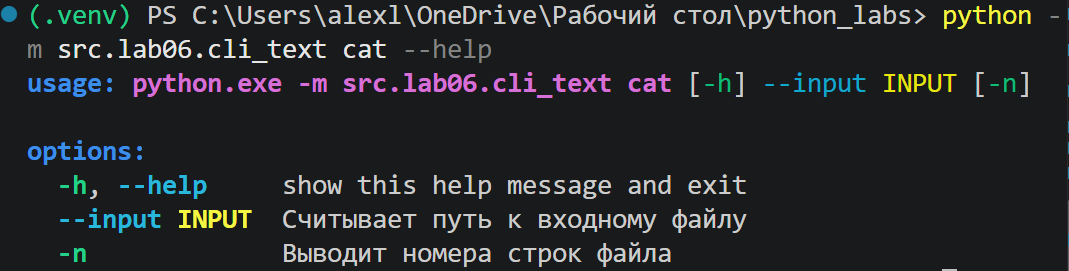 (.venv) PS C:\Users\alexl\OneDrive\Рабочий стол\python_labs> python -
m src.lab06.cli_text cat --help
usage: python.exe -m src.lab06.cli_text cat [-h] --input INPUT [-n]
options:
-h, --help show this help message and exit
--input INPUT Считывает путь к входному файлу
-n Выводит номера строк файла